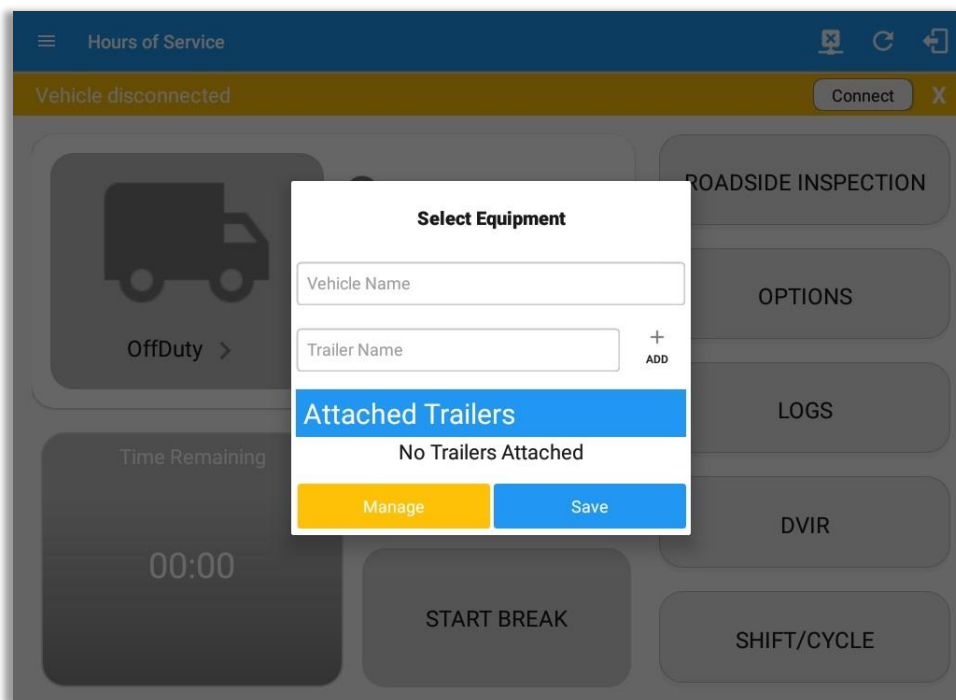 Hours of Service
Vehicle disconnected
Connect
X
ROADSIDE INSPECTION
Select Equipment
Vehicle Name
OPTIONS
Trailer Name
+
ADD
OffDuty >
Attached Trailers
LOGS
No Trailers Attached
Time Remaining
Manage
Save
DVIR
00:00
START BREAK
SHIFT/CYCLE